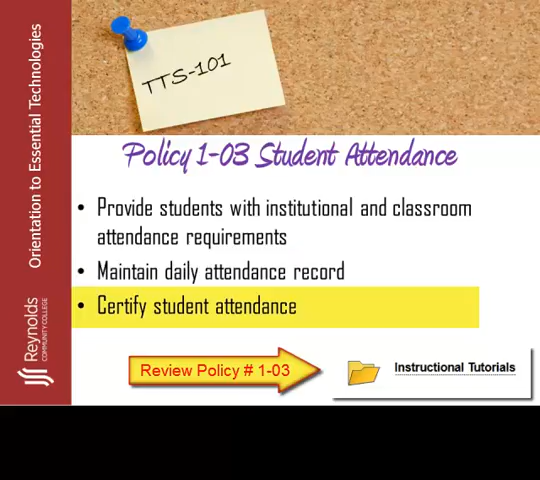 TTS-101
Orientation to Essential Technologies
Reynolds
COMMUNITY COLLEGE
Policy 1-03 Student Attendance
• Provide students with institutional and classroom
attendance requirements
• Maintain daily attendance record
• Certify student attendance
Review Policy # 1-03
Instructional Tutorials